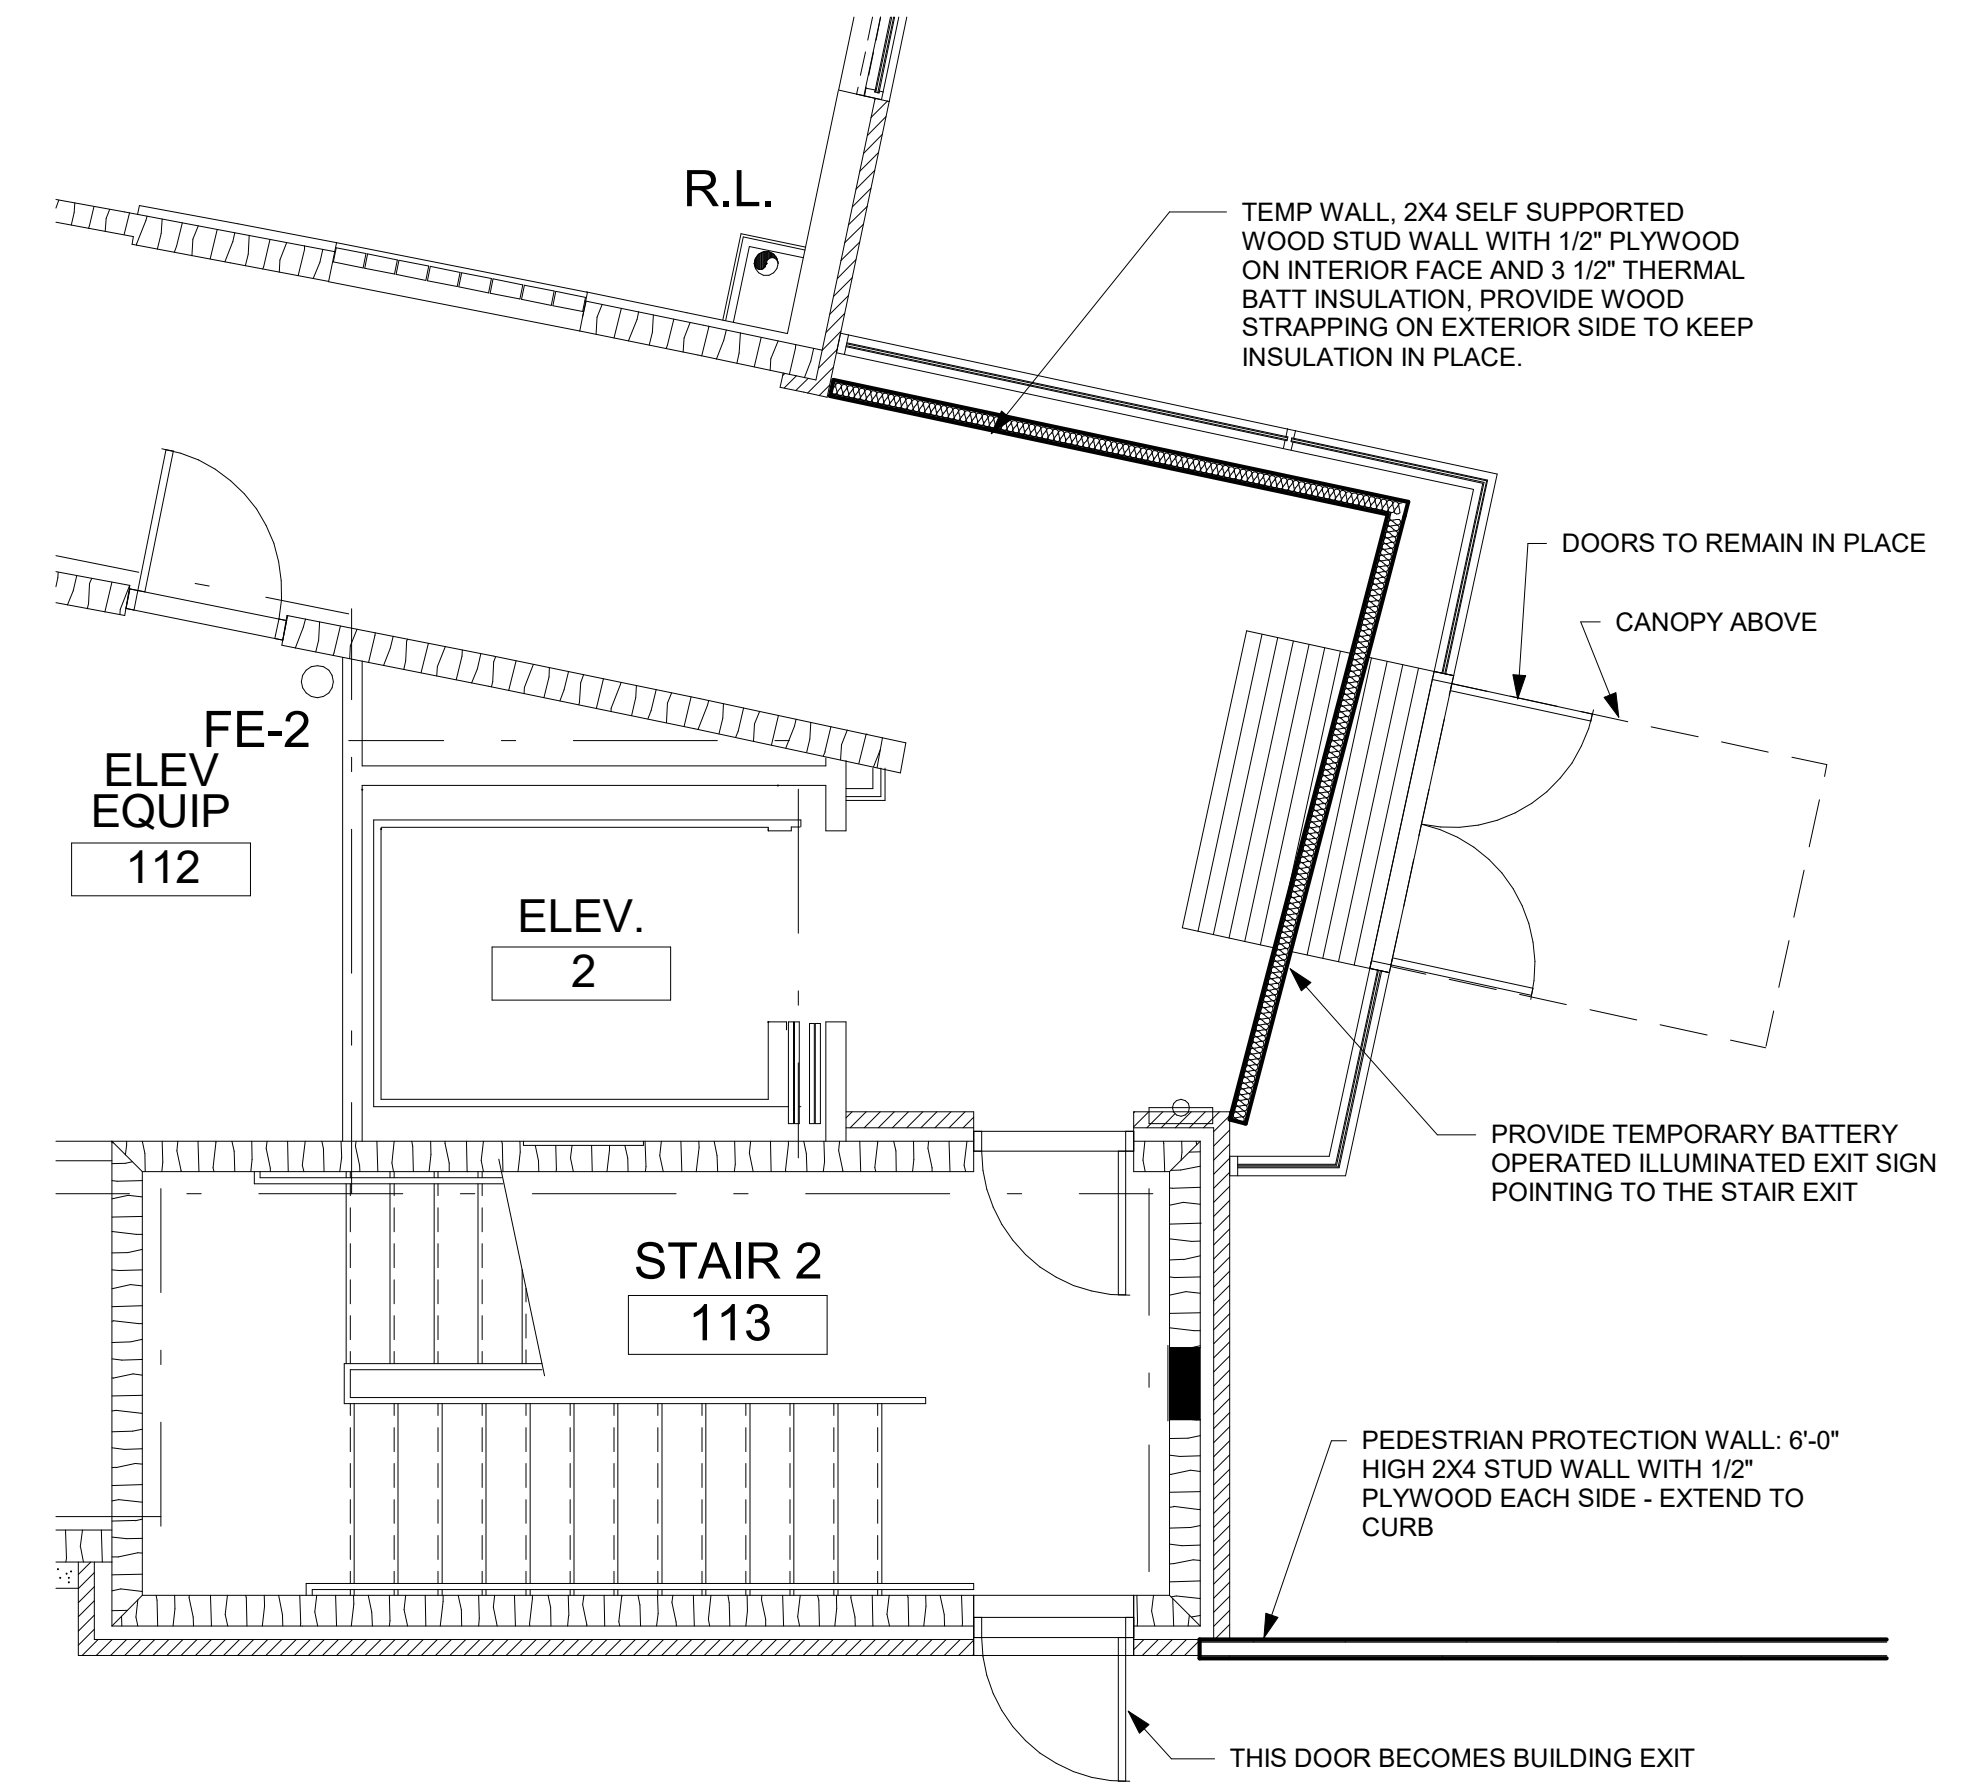 R.L.
TEMP WALL, 2X4 SELF SUPPORTED
WOOD STUD WALL WITH 1/2" PLYWOOD
ON INTERIOR FACE AND 3 1/2" THERMAL
BATT INSULATION, PROVIDE WOOD
STRAPPING ON EXTERIOR SIDE TO KEEP
INSULATION IN PLACE.
DOORS TO REMAIN IN PLACE
CANOPY ABOVE
FE-2
ELEV
EQUIP
112
ELEV.
2
PROVIDE TEMPORARY BATTERY
OPERATED ILLUMINATED EXIT SIGN
POINTING TO THE STAIR EXIT
STAIR 2
113
PEDESTRIAN PROTECTION WALL: 6'-0"
HIGH 2X4 STUD WALL WITH 1/2"
PLYWOOD EACH SIDE - EXTEND TO
CURB
THIS DOOR BECOMES BUILDING EXIT